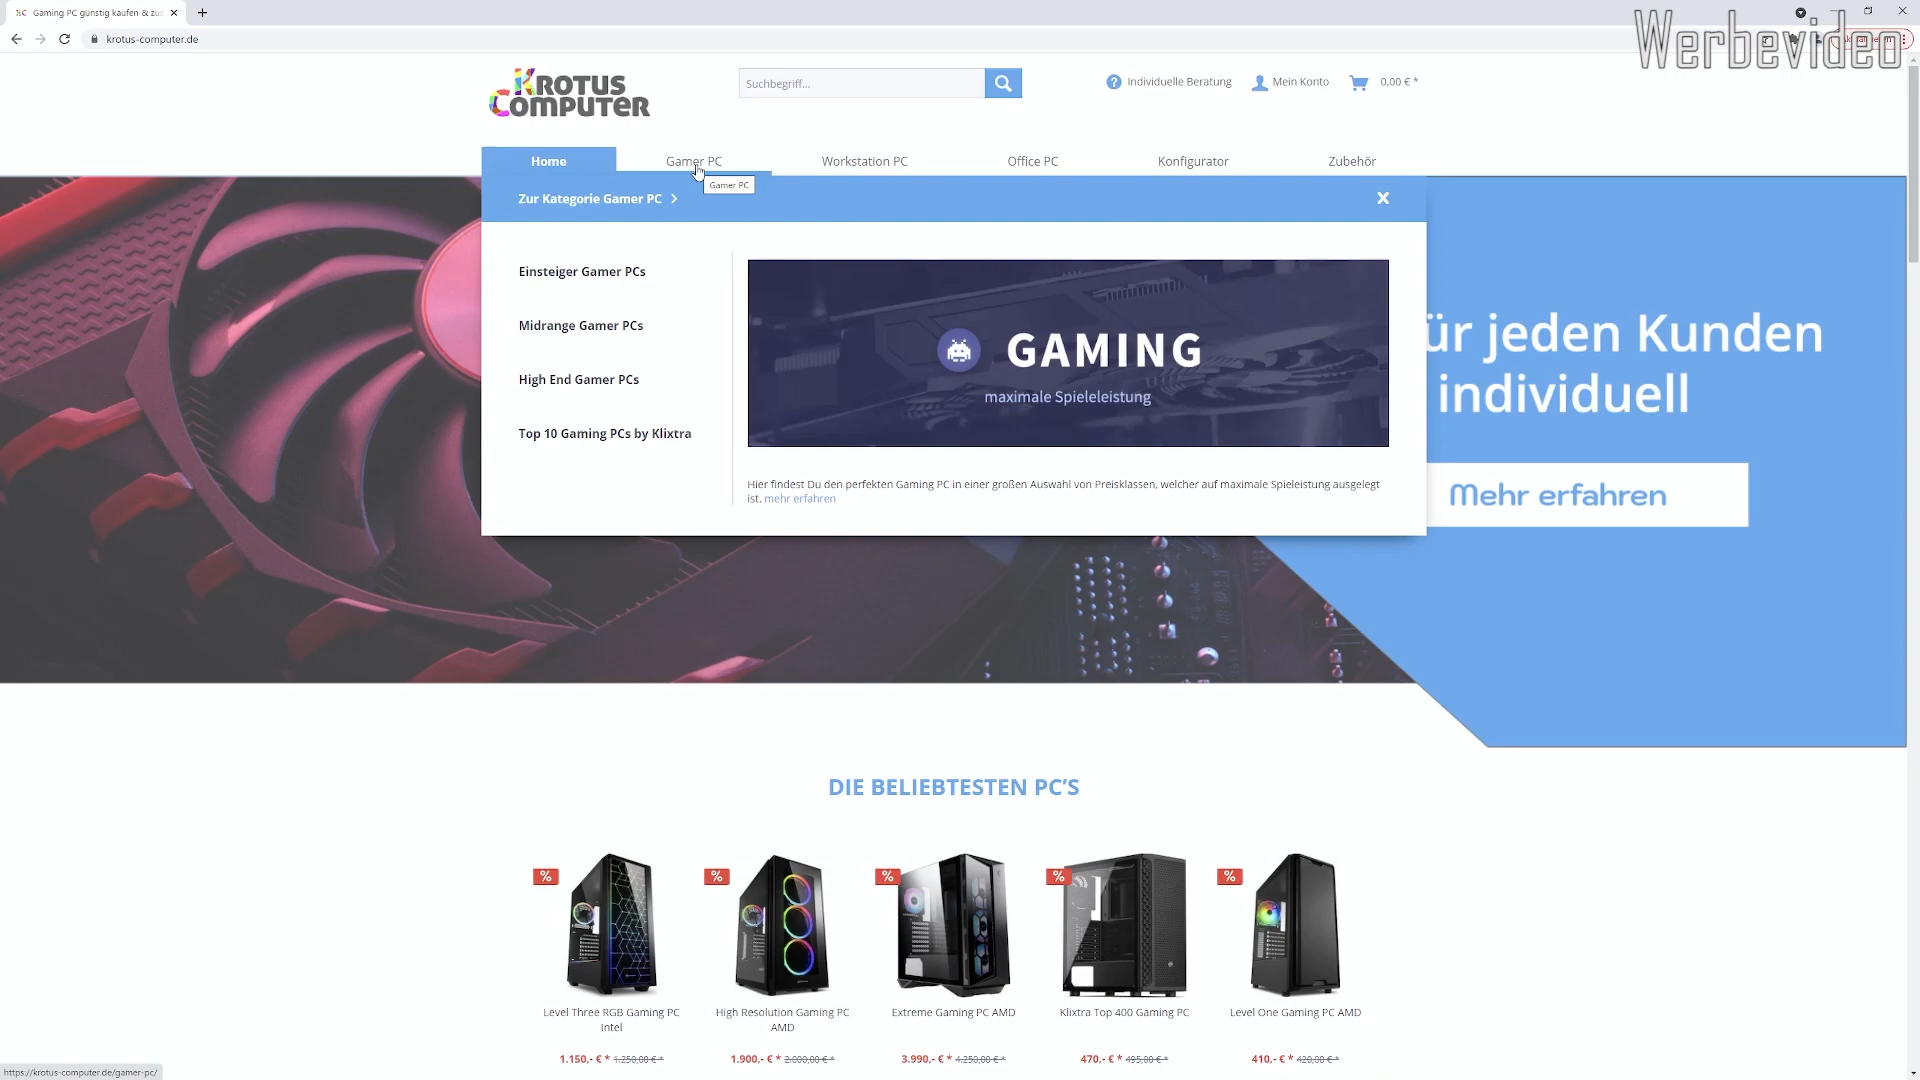 Gaming PC günstig kaufen & zus
Werbevideo
krotus-computer.de
KROTUS
COMPUTER
Suchbegriff...
Individuelle Beratung
Mein Konto
0,00 € *
Home
Gamer PC
Workstation PC
Office PC
Konfigurator
Zubehör
Gamer PC
Zur Kategorie Gamer PC
Einsteiger Gamer PCs
Midrange Gamer PCs
High End Gamer PCs
Top 10 Gaming PCs by Klixtra
GAMING
maximale Spieleleistung
Hier findest Du den perfekten Gaming PC in einer großen Auswahl von Preisklassen, welcher auf maximale Spieleistung ausgelegt
ist. mehr erfahren
ür jeden Kunden
individuell
Mehr erfahren
DIE BELIEBTESTEN PC'S
%
%
%
%
%
Level Three RGB Gaming PC
Intel
1.150,- € * 1.250,00 € *
High Resolution Gaming PC
AMD
1.900,- € * 2.000,00 € *
Extreme Gaming PC AMD
3.990,- € * 4.250,00 € *
Klixtra Top 400 Gaming PC
470,- € * 495,00 € *
Level One Gaming PC AMD
410,- € * 420,00 € *
https://krotus-computer.de/gamer-pc/